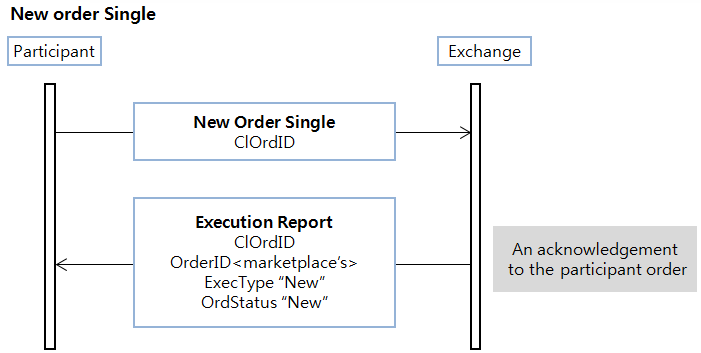 New order Single
Participant
Exchange
New Order Single
ClOrdID
Execution Report
ClOrdID
OrderID<marketplace’s>
ExecType “New”
OrdStatus “New”
An acknowledgement
to the participant order